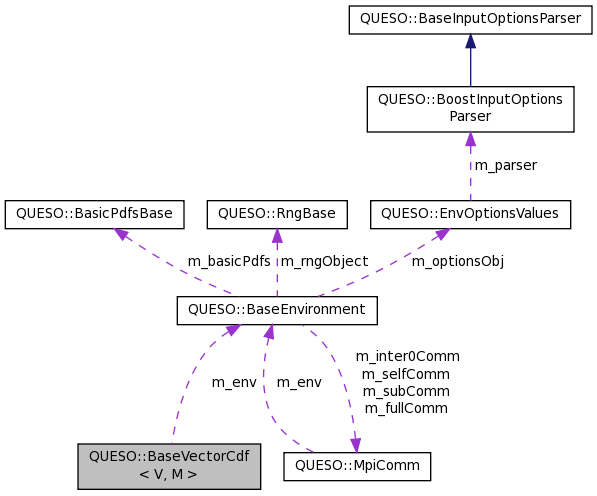 QUESO::BaseInputOptionsParser
QUESO::BoostInputOptions
Parser
m_parser
QUESO::BasicPdfsBase
QUESO::RngBase
QUESO::EnvOptionsValues
m_basicPdfs
m_rngObject
m_optionsObj
QUESO::BaseEnvironment
m_env
m_env
m_inter0Comm
m_selfComm
m_subComm
m_fullComm
QUESO::BaseVectorCdf
< V, M >
QUESO::MpiComm